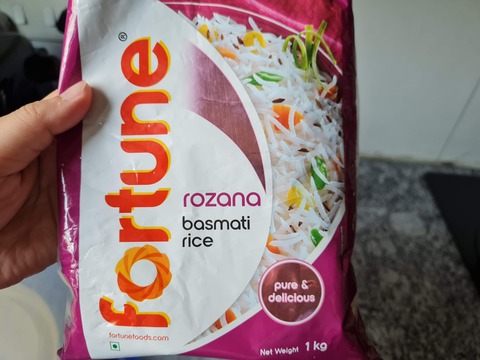 fortune®
rozana
basmati
rice
pure &
delicious
fortunefoods.com
Net Weight 1 kg